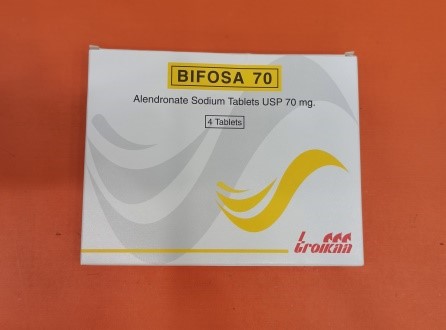 BIFOSA 70
Alendronate Sodium Tablets USP 70 mg.
4 Tablets
troikaa